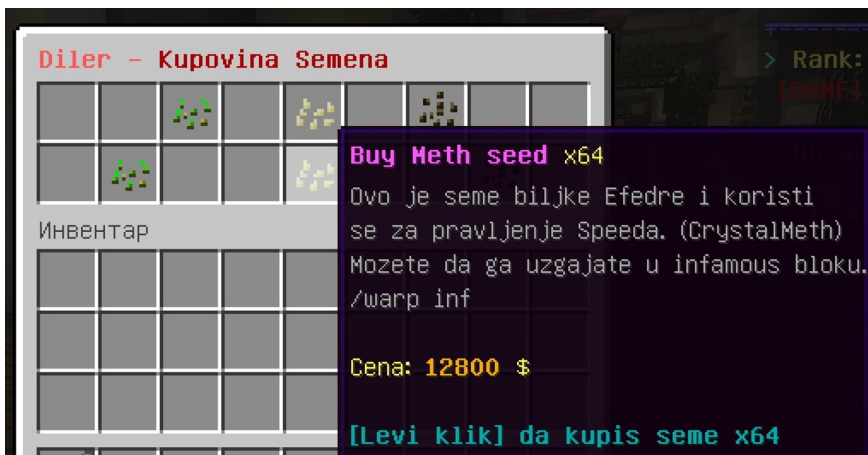 Diler - Kupovina Semena
> Rank:
Buy Meth seed x64
Ovo je seme biljke Efedre i koristi
se za pravljenje Speeda. (CrystalMeth)
Mozete da ga uzgajate u infamous bloku.
/warp inf
Cena: 12800 $
[Levi klik] da kupis seme x64
Инвентар